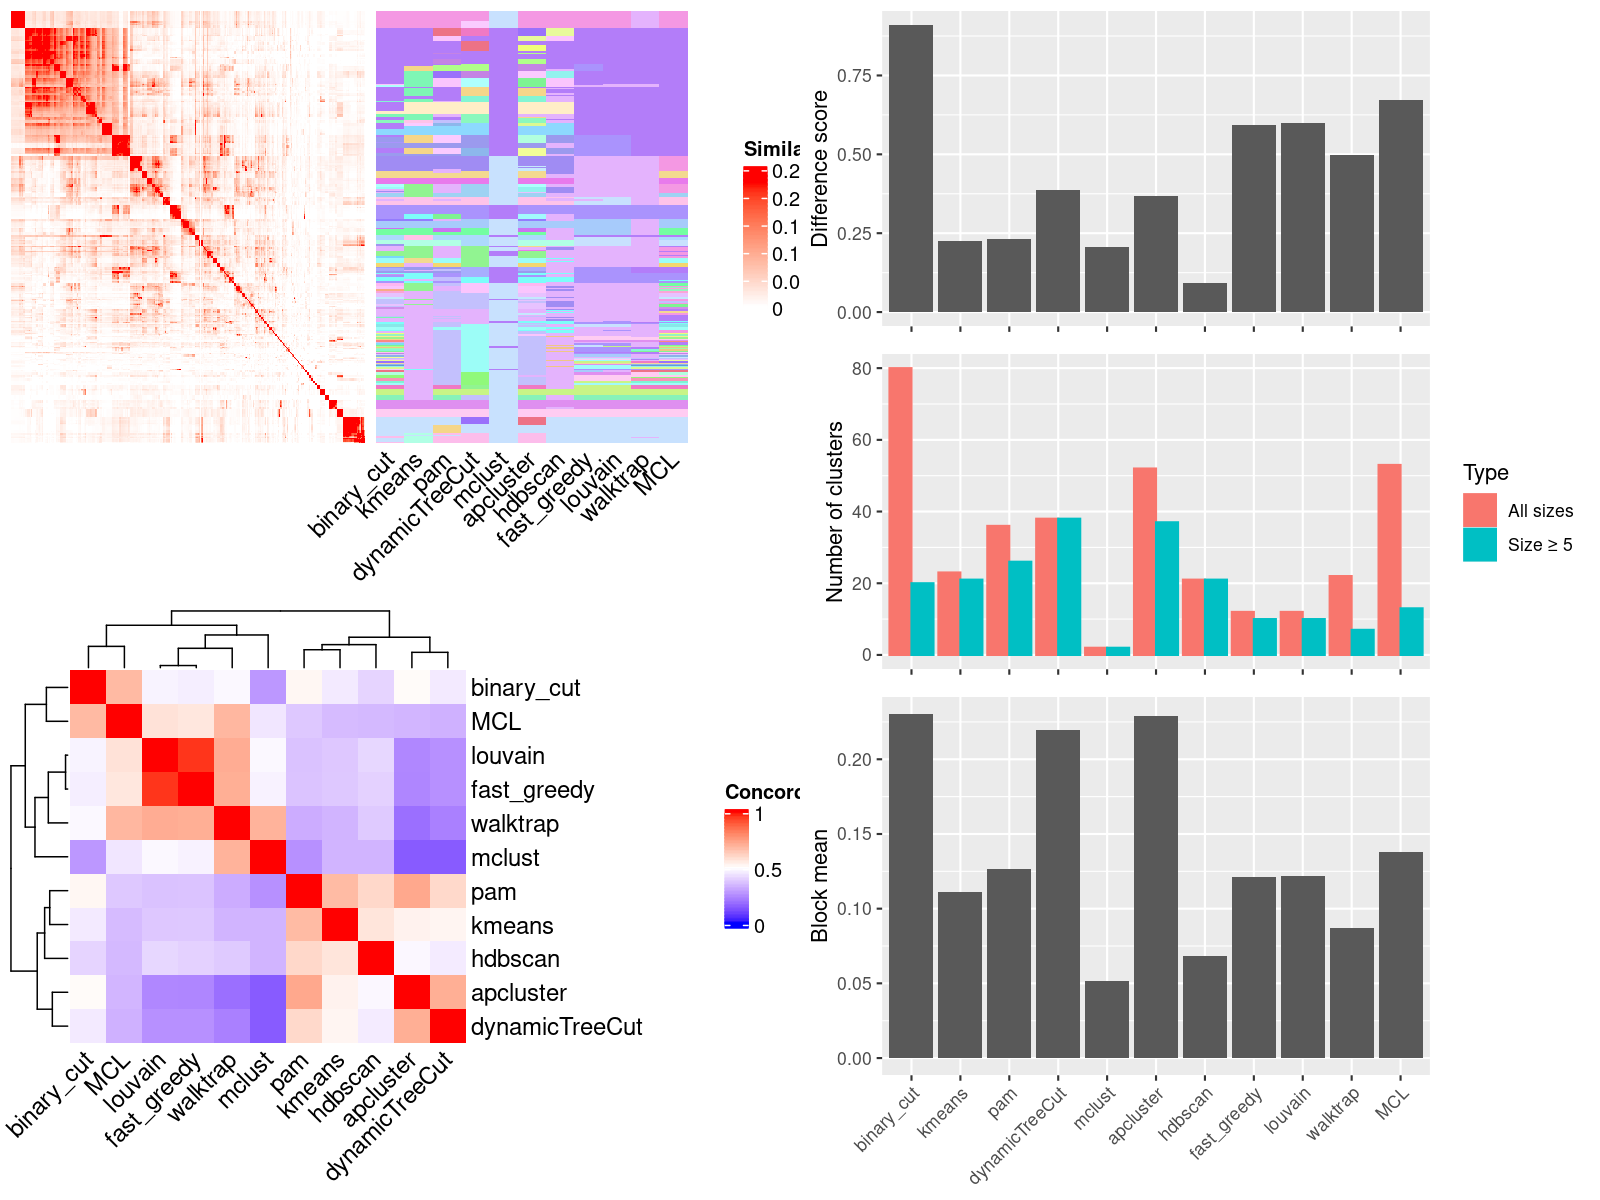 Simila
0.2
0.2
0.1
0.1
0.0
0
binary_cut
kmeans
pam
dynamicTreeCut
mclust
apcluster
hdbscan
fast_greedy
louvain
walktrap
MCL
binary_cut
MCL
louvain
fast_greedy
walktrap
mclust
pam
kmeans
hdbscan
apcluster
dynamicTreeCut
binary_cut
MCL
louvain
fast_greedy
walktrap
mclust
pam
kmeans
hdbscan
apcluster
dynamicTreeCut
Concord
1
0.5
0
Difference score
0.75
0.50
0.25
0.00
Number of clusters
80
60
40
20
0
Type
All sizes
Size ≥ 5
Block mean
0.20
0.15
0.10
0.05
0.00
binary_cut
kmeans
pam
dynamicTreeCut
mclust
apcluster
hdbscan
fast_greedy
louvain
walktrap
MCL